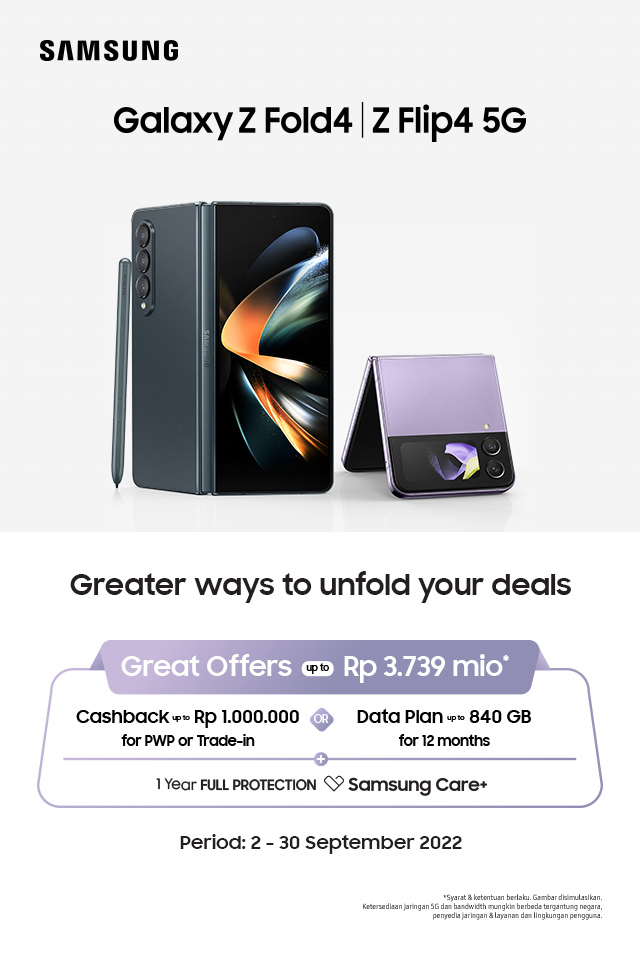 SAMSUNG
Galaxy Z Fold4 | Z Flip4 5G
SAMSUNG
Greater ways to unfold your deals
Great Offers up to Rp 3.739 mio*
Cashback up to Rp 1.000.000 OR Data Plan up to 840 GB
for PWP or Trade-in for 12 months
+
1 Year FULL PROTECTION Samsung Care+
Period: 2 - 30 September 2022
*Syarat & ketentuan berlaku. Gambar disimulasikan.
Ketersediaan jaringan 5G dan bandwidth mungkin berbeda tergantung negara,
penyedia jaringan & layanan dan lingkungan pengguna.